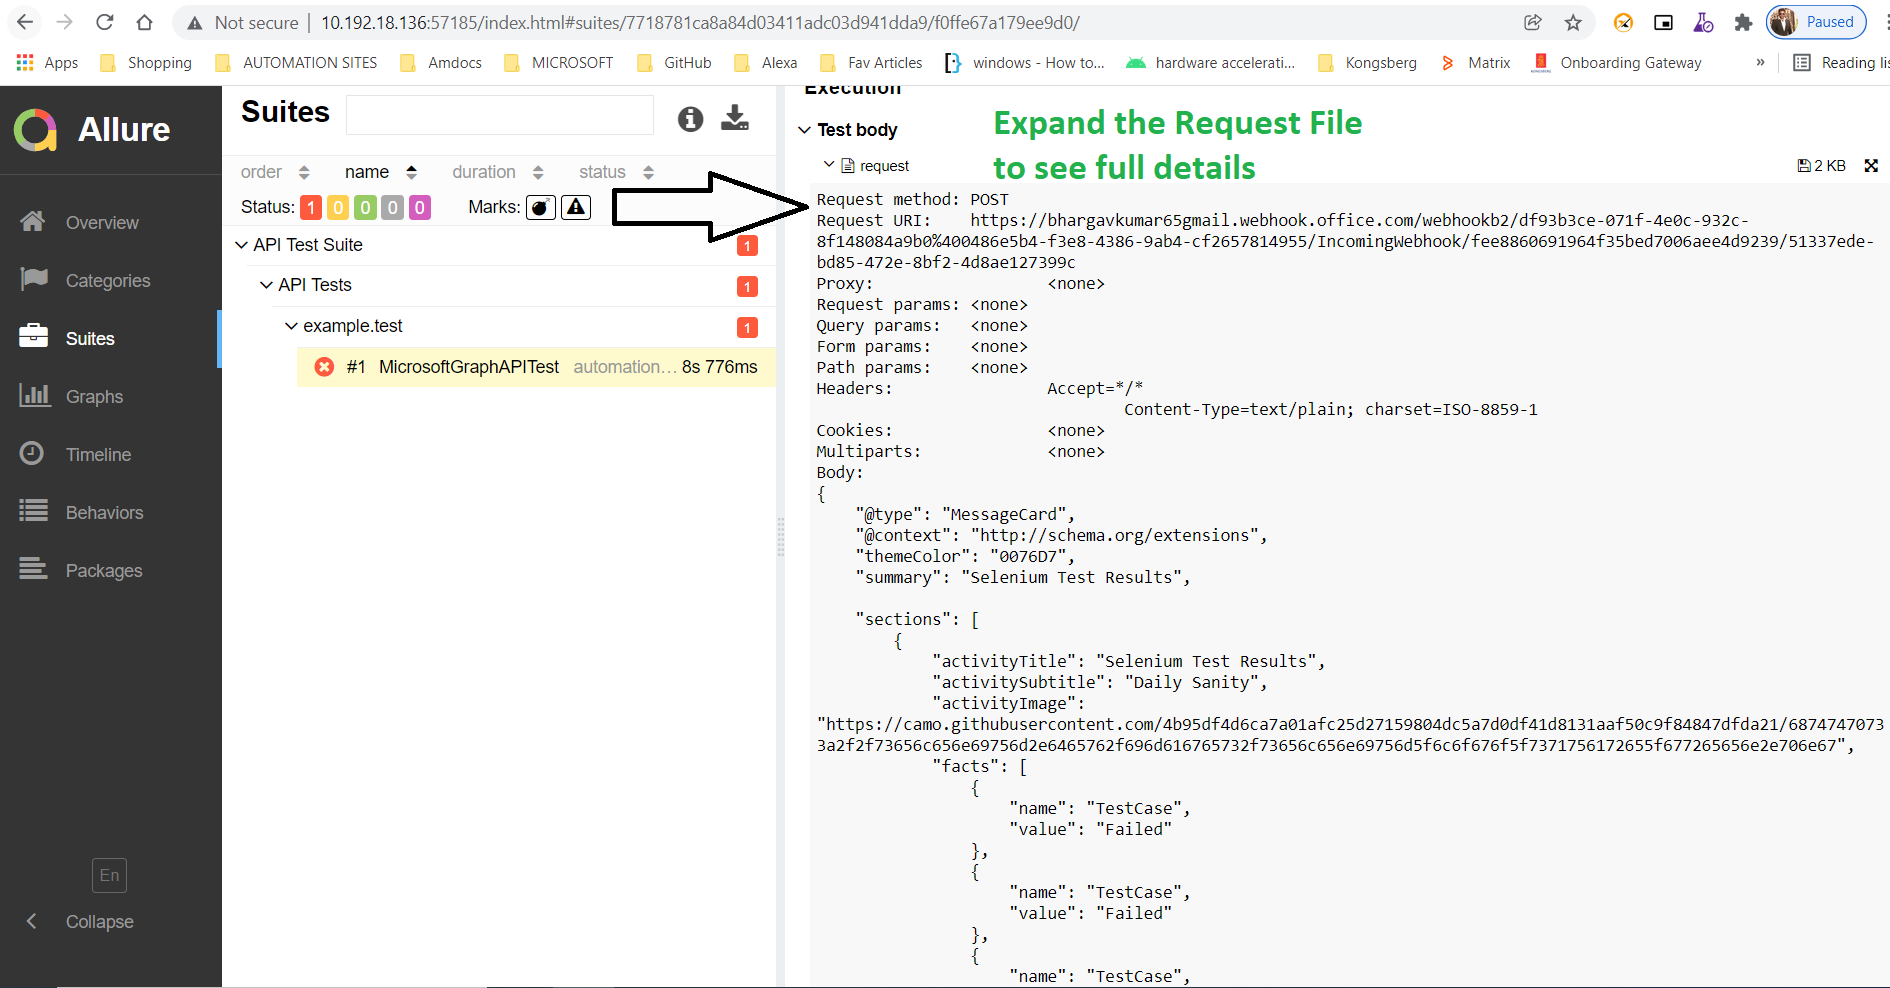 Not secure | 10.192.18.136:57185/index.html#suites/7718781ca8a84d03411adc03d941dda9/f0ffe67a179ee9d0/
Paused
Apps Shopping AUTOMATION SITES Amdocs MICROSOFT GitHub Alexa Fav Articles windows - How to... hardware accelerati... Kongsberg Matrix Onboarding Gateway » Reading lis
Allure
Overview
Categories
Suites
Graphs
Timeline
Behaviors
Packages
En
Collapse
Suites
order name duration status
Status: 1 0 0 0 0 Marks:
API Test Suite 1
API Tests 1
example.test 1
#1 MicrosoftGraphAPITest automation... 8s 776ms
Execution
Test body
Expand the Request File
to see full details
request 2 KB
Request method: POST
Request URI: https://bhargavkumar65gmail.webhook.office.com/webhookb2/df93b3ce-071f-4e0c-932c-
8f148084a9b0%400486e5b4-f3e8-4386-9ab4-cf2657814955/IncomingWebhook/fee8860691964f35bed7006aee4d9239/51337ede-
bd85-472e-8bf2-4d8ae127399c
Proxy: <none>
Request params: <none>
Query params: <none>
Form params: <none>
Path params: <none>
Headers: Accept=*/*
Content-Type=text/plain; charset=ISO-8859-1
Cookies: <none>
Multiparts: <none>
Body:
{
"@type": "MessageCard",
"@context": "http://schema.org/extensions",
"themeColor": "0076D7",
"summary": "Selenium Test Results",
"sections": [
{
"activityTitle": "Selenium Test Results",
"activitySubtitle": "Daily Sanity",
"activityImage":
"https://camo.githubusercontent.com/4b95df4d6ca7a01afc25d27159804dc5a7d0df41d8131aaf50c9f84847dfda21/6874747073
3a2f2f73656c656e69756d2e6465762f696d616765732f73656c656e69756d5f6c6f676f5f7371756172655f677265656e2e706e67",
"facts": [
{
"name": "TestCase",
"value": "Failed"
},
{
"name": "TestCase",
"value": "Failed"
},
{
"name": "TestCase",